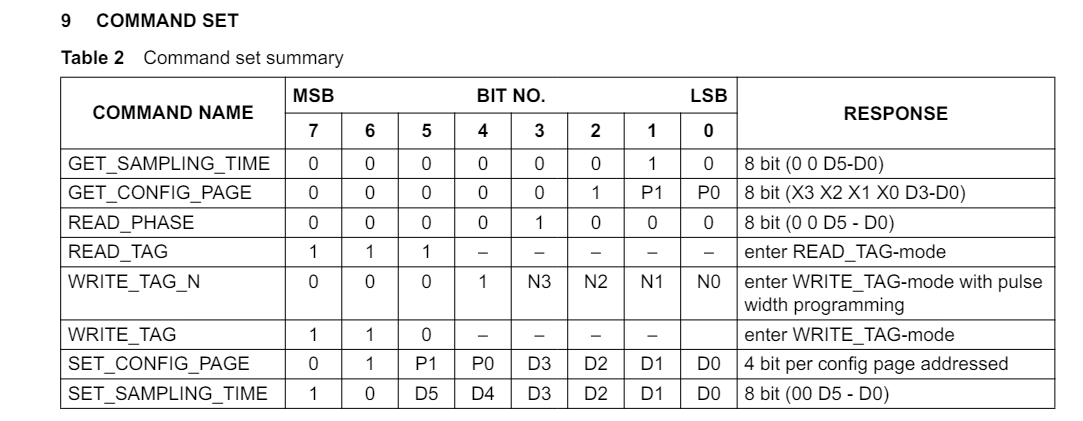 9 COMMAND SET
Table 2 Command set summary
COMMAND NAME MSB BIT NO. LSB RESPONSE
7 6 5 4 3 2 1 0
GET_SAMPLING_TIME 0 0 0 0 0 0 1 0 8 bit (0 0 D5-D0)
GET_CONFIG_PAGE 0 0 0 0 0 1 P1 P0 8 bit (X3 X2 X1 X0 D3-D0)
READ_PHASE 0 0 0 0 1 0 0 0 8 bit (0 0 D5 - D0)
READ_TAG 1 1 1 – – – – – enter READ_TAG-mode
WRITE_TAG_N 0 0 0 1 N3 N2 N1 N0 enter WRITE_TAG-mode with pulse
width programming
WRITE_TAG 1 1 0 – – – – enter WRITE_TAG-mode
SET_CONFIG_PAGE 0 1 P1 P0 D3 D2 D1 D0 4 bit per config page addressed
SET_SAMPLING_TIME 1 0 D5 D4 D3 D2 D1 D0 8 bit (00 D5 - D0)